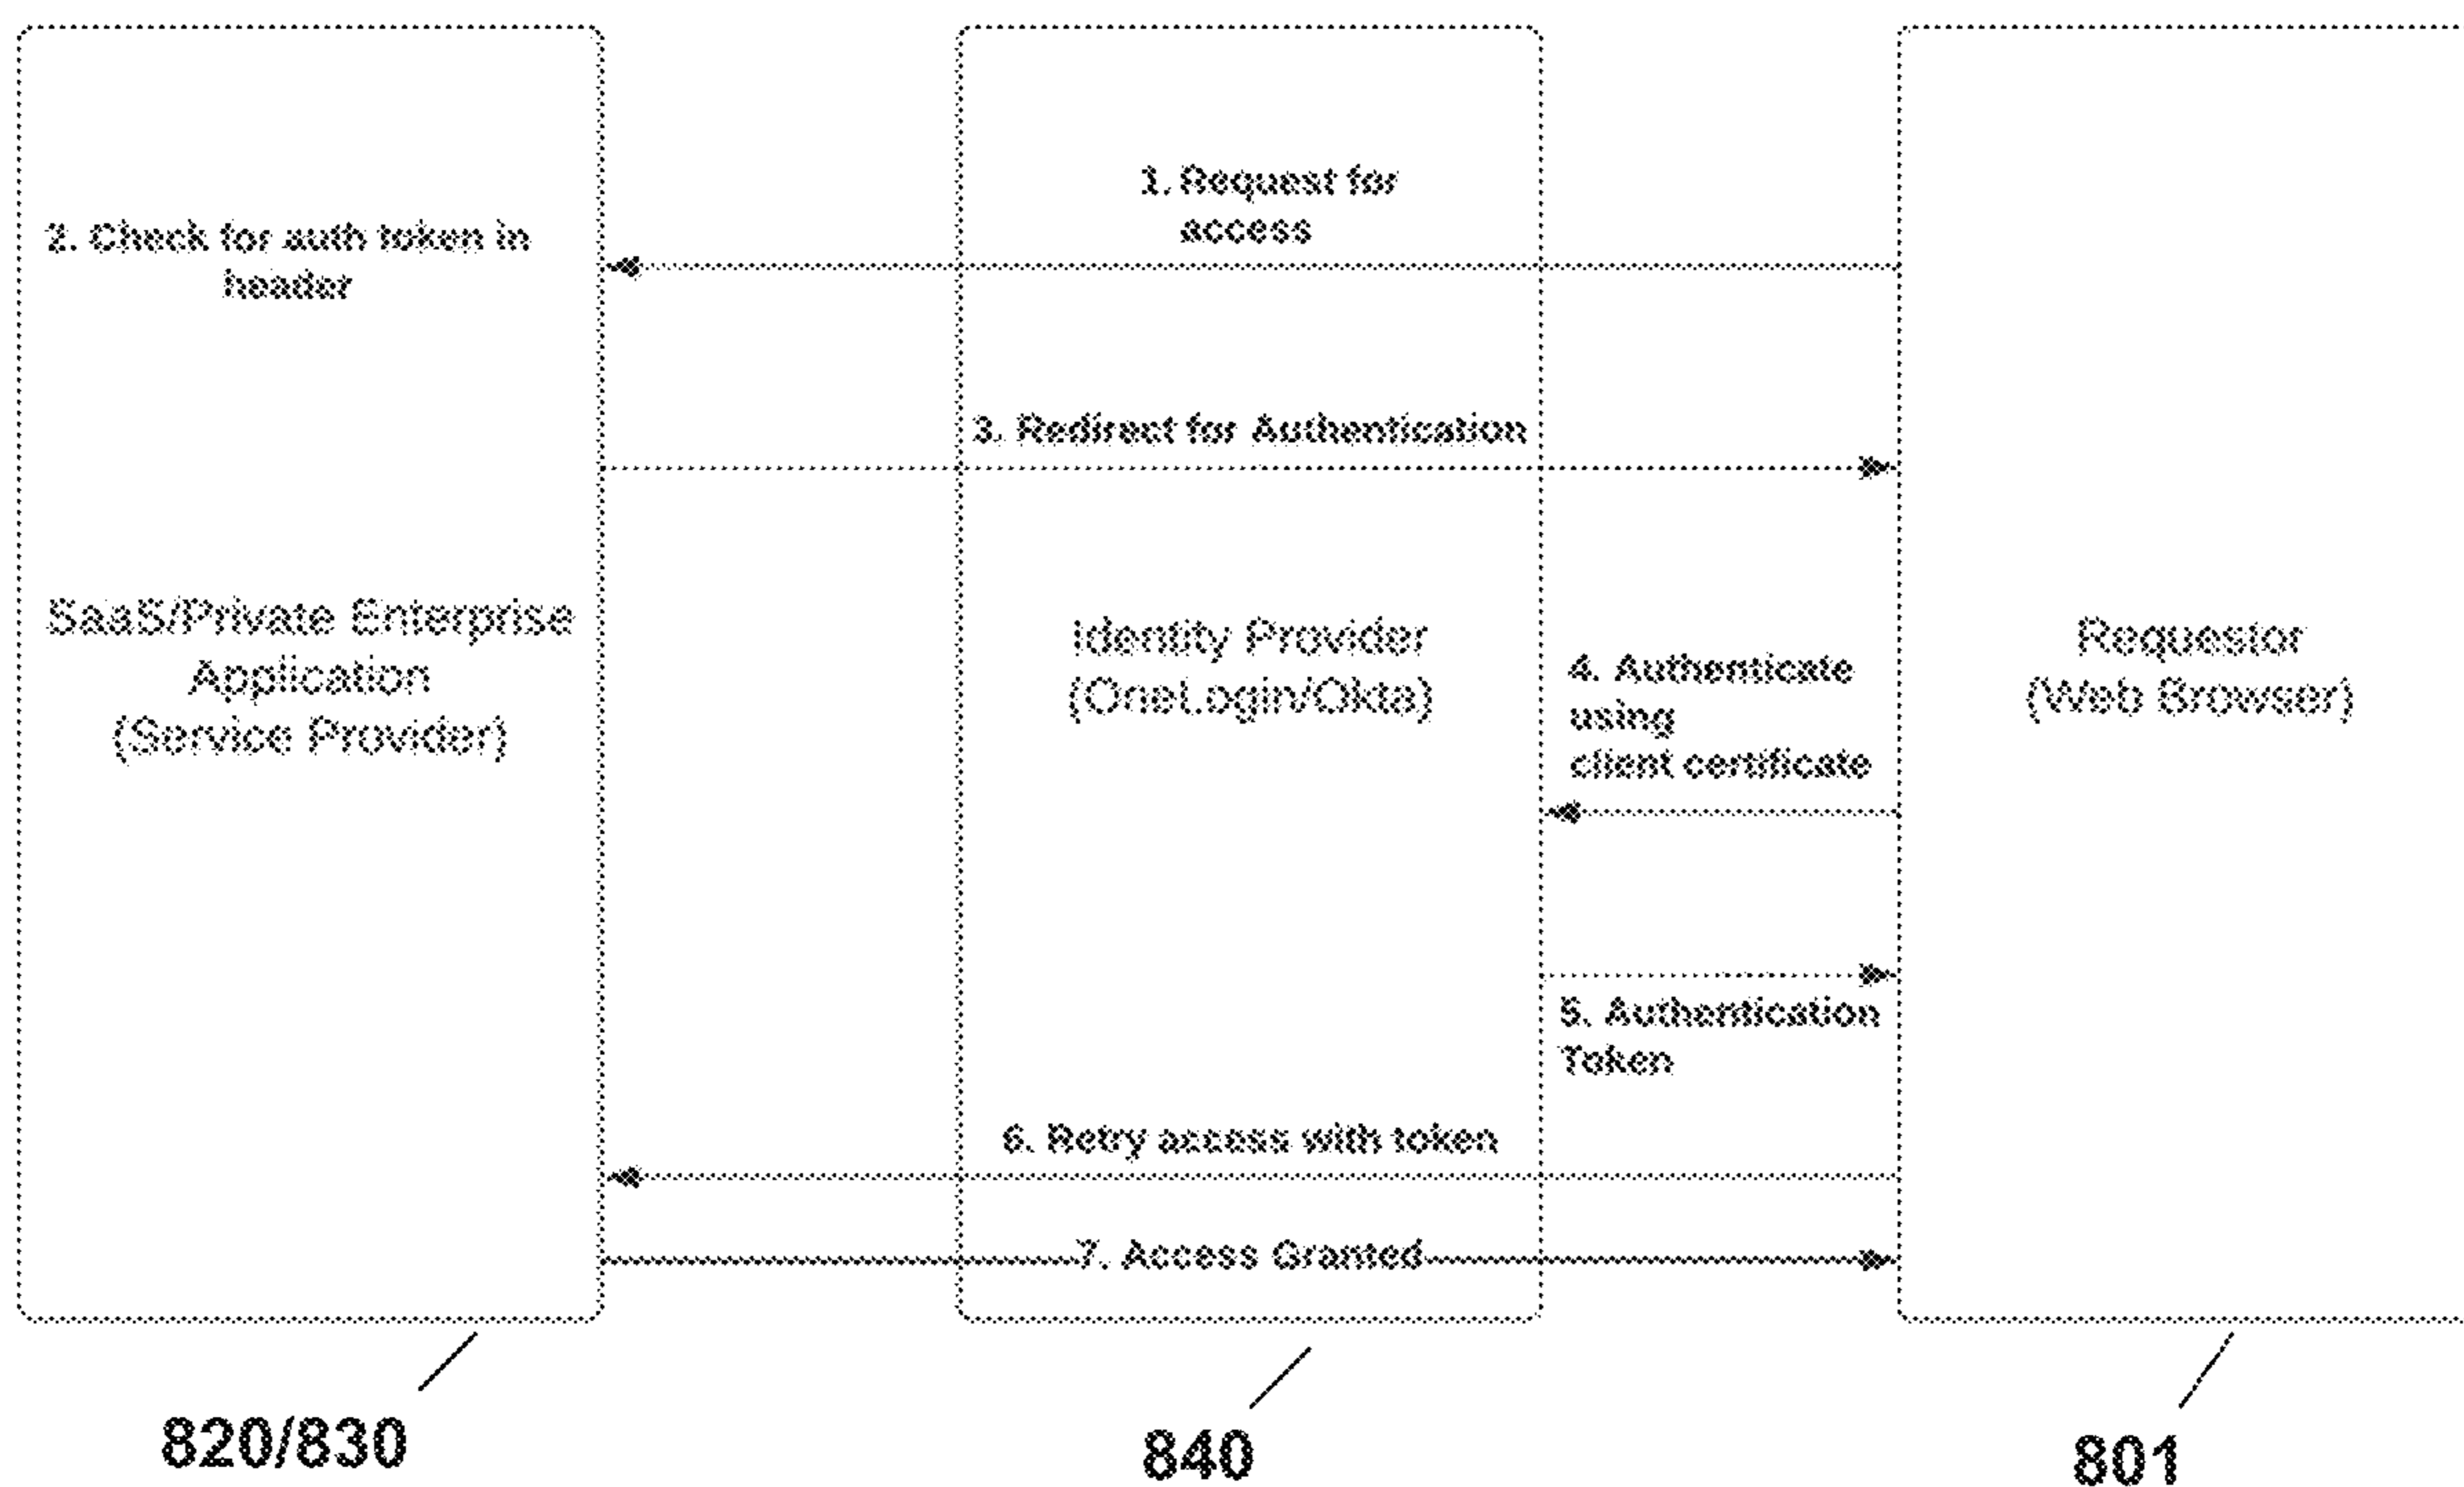 1. Request for
access
2. Check for auth token in
header
3. Redirect for Authentication
SaaS/Private Enterprise
Application
(Service Provider)
Identity Provider
(OneLogin/Okta)
4. Authenticate
using
client certificate
Requestor
(Web Browser)
5. Authentication
Token
6. Retry access with token
7. Access Granted
820/830
840
801